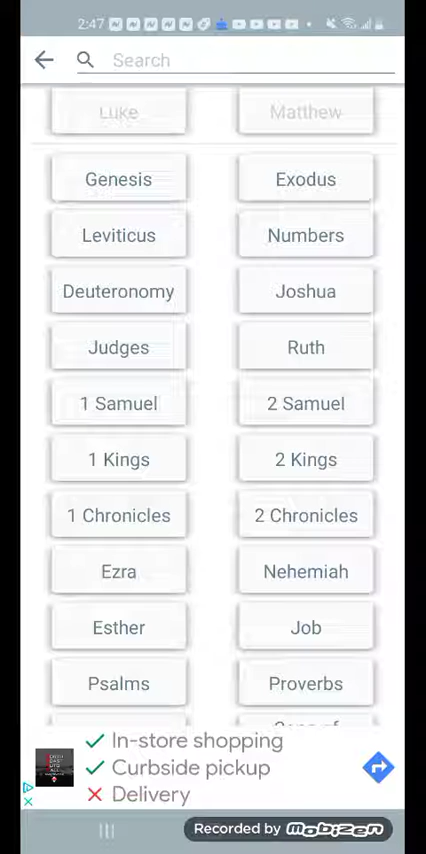 2:47
Search
Luke Matthew
Genesis Exodus
Leviticus Numbers
Deuteronomy Joshua
Judges Ruth
1 Samuel 2 Samuel
1 Kings 2 Kings
1 Chronicles 2 Chronicles
Ezra Nehemiah
Esther Job
Psalms Proverbs
In-store shopping
Curbside pickup
Delivery
Recorded by mobizen